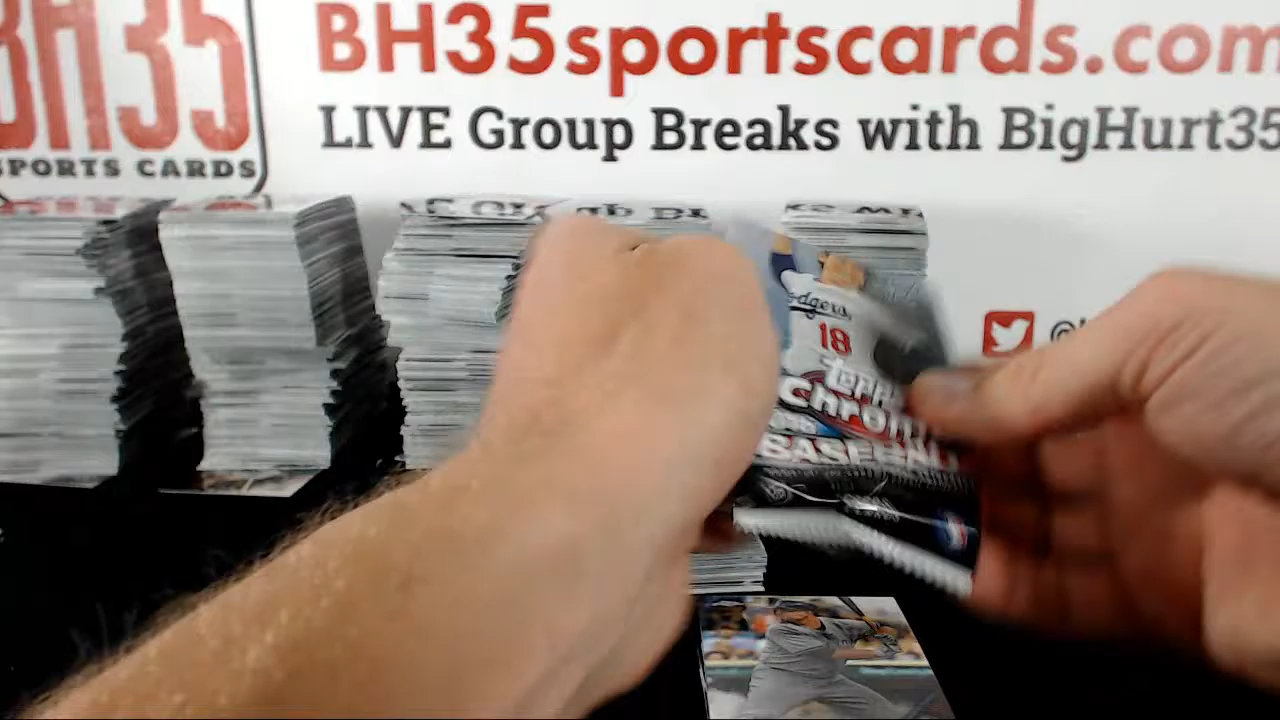 BH35
SPORTS CARDS
BH35sportscards.com
LIVE Group Breaks with BigHurt35
Dodgers
18
Topps
Chrome
BASEBALL